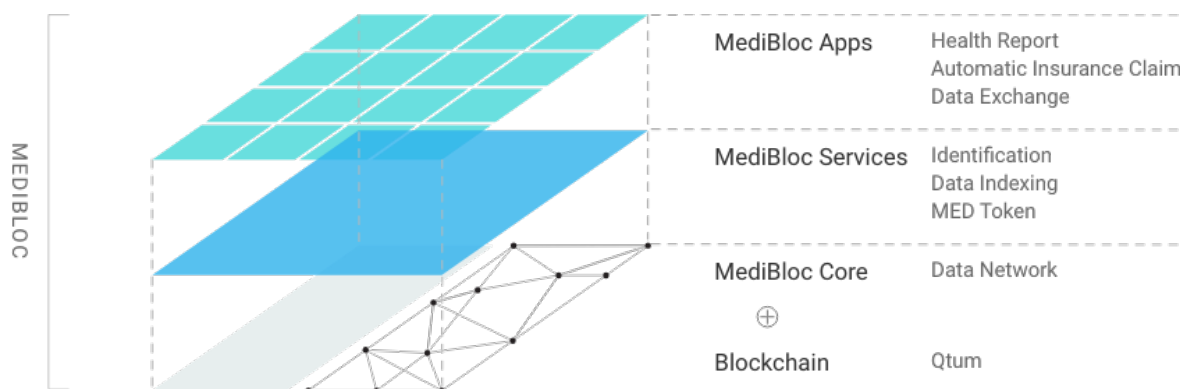 MEDIBLOC
MediBloc Apps
Health Report
Automatic Insurance Claim
Data Exchange
MediBloc Services
Identification
Data Indexing
MED Token
MediBloc Core
Data Network
Blockchain
Qtum